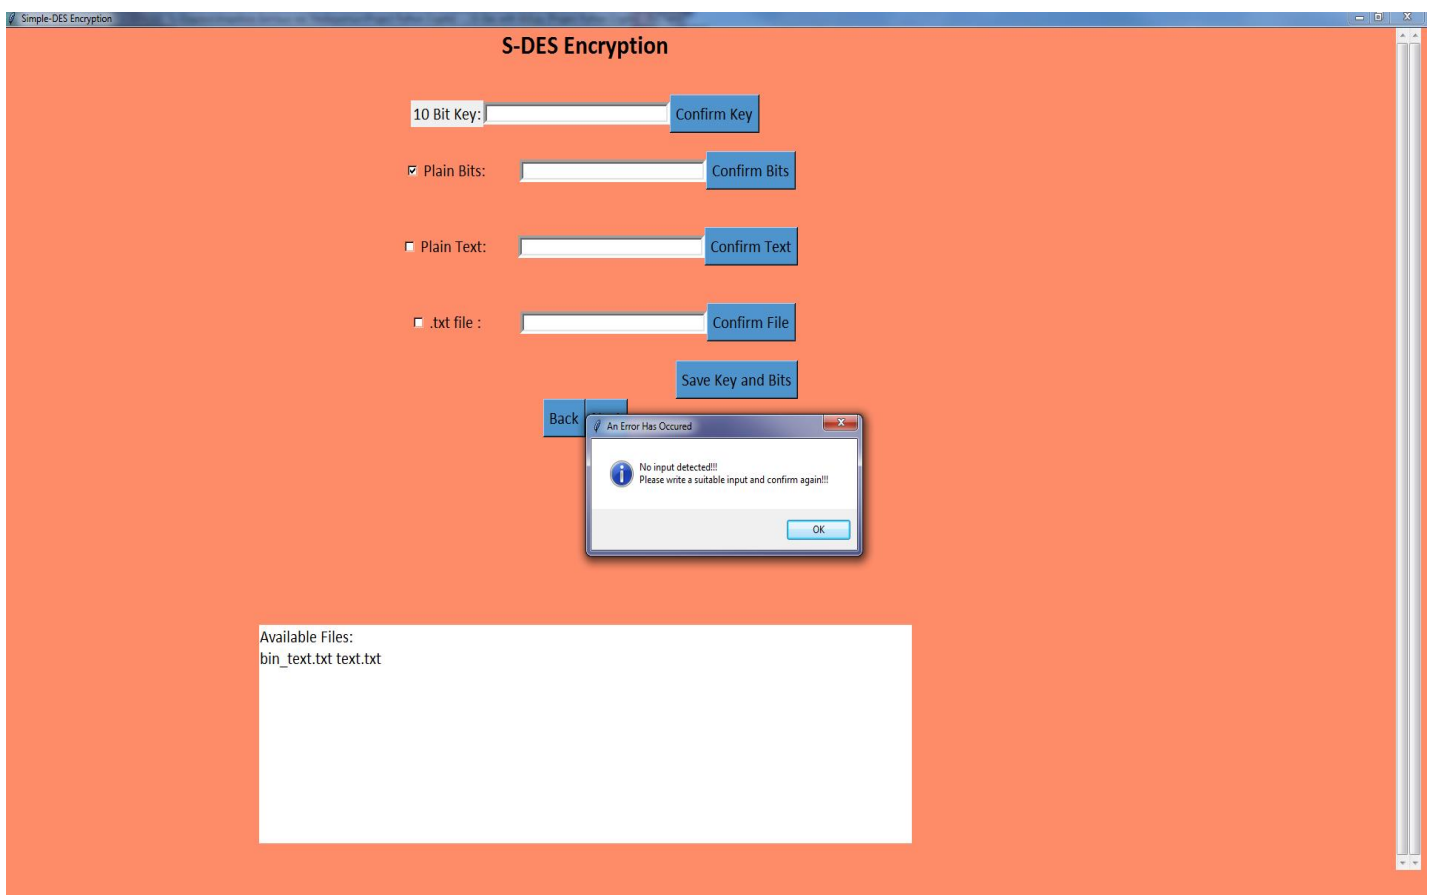 Simple-DES Encryption
S-DES Encryption
10 Bit Key:
Confirm Key
Plain Bits:
Confirm Bits
Plain Text:
Confirm Text
.txt file :
Confirm File
Save Key and Bits
Back
An Error Has Occured
No input detected!!!
Please write a suitable input and confirm again!!!
OK
Available Files:
bin_text.txt text.txt